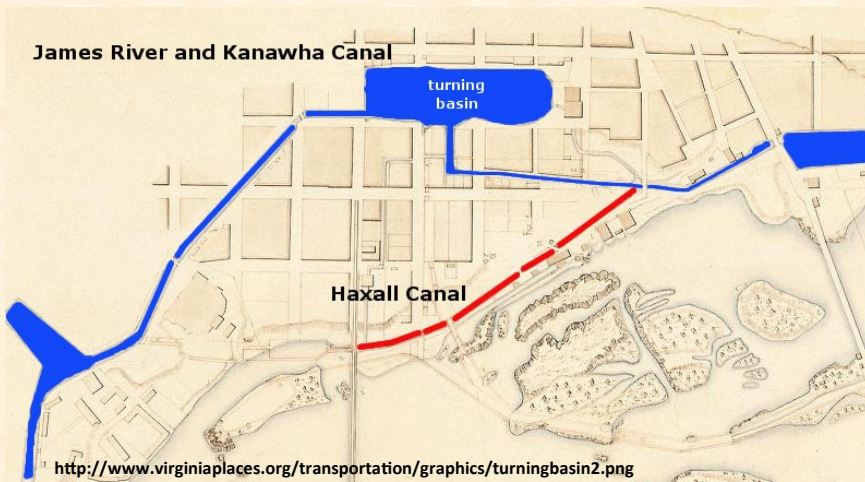 James River and Kanawha Canal
turning
basin
Haxall Canal
http://www.virginiaplaces.org/transportation/graphics/turningbasin2.png